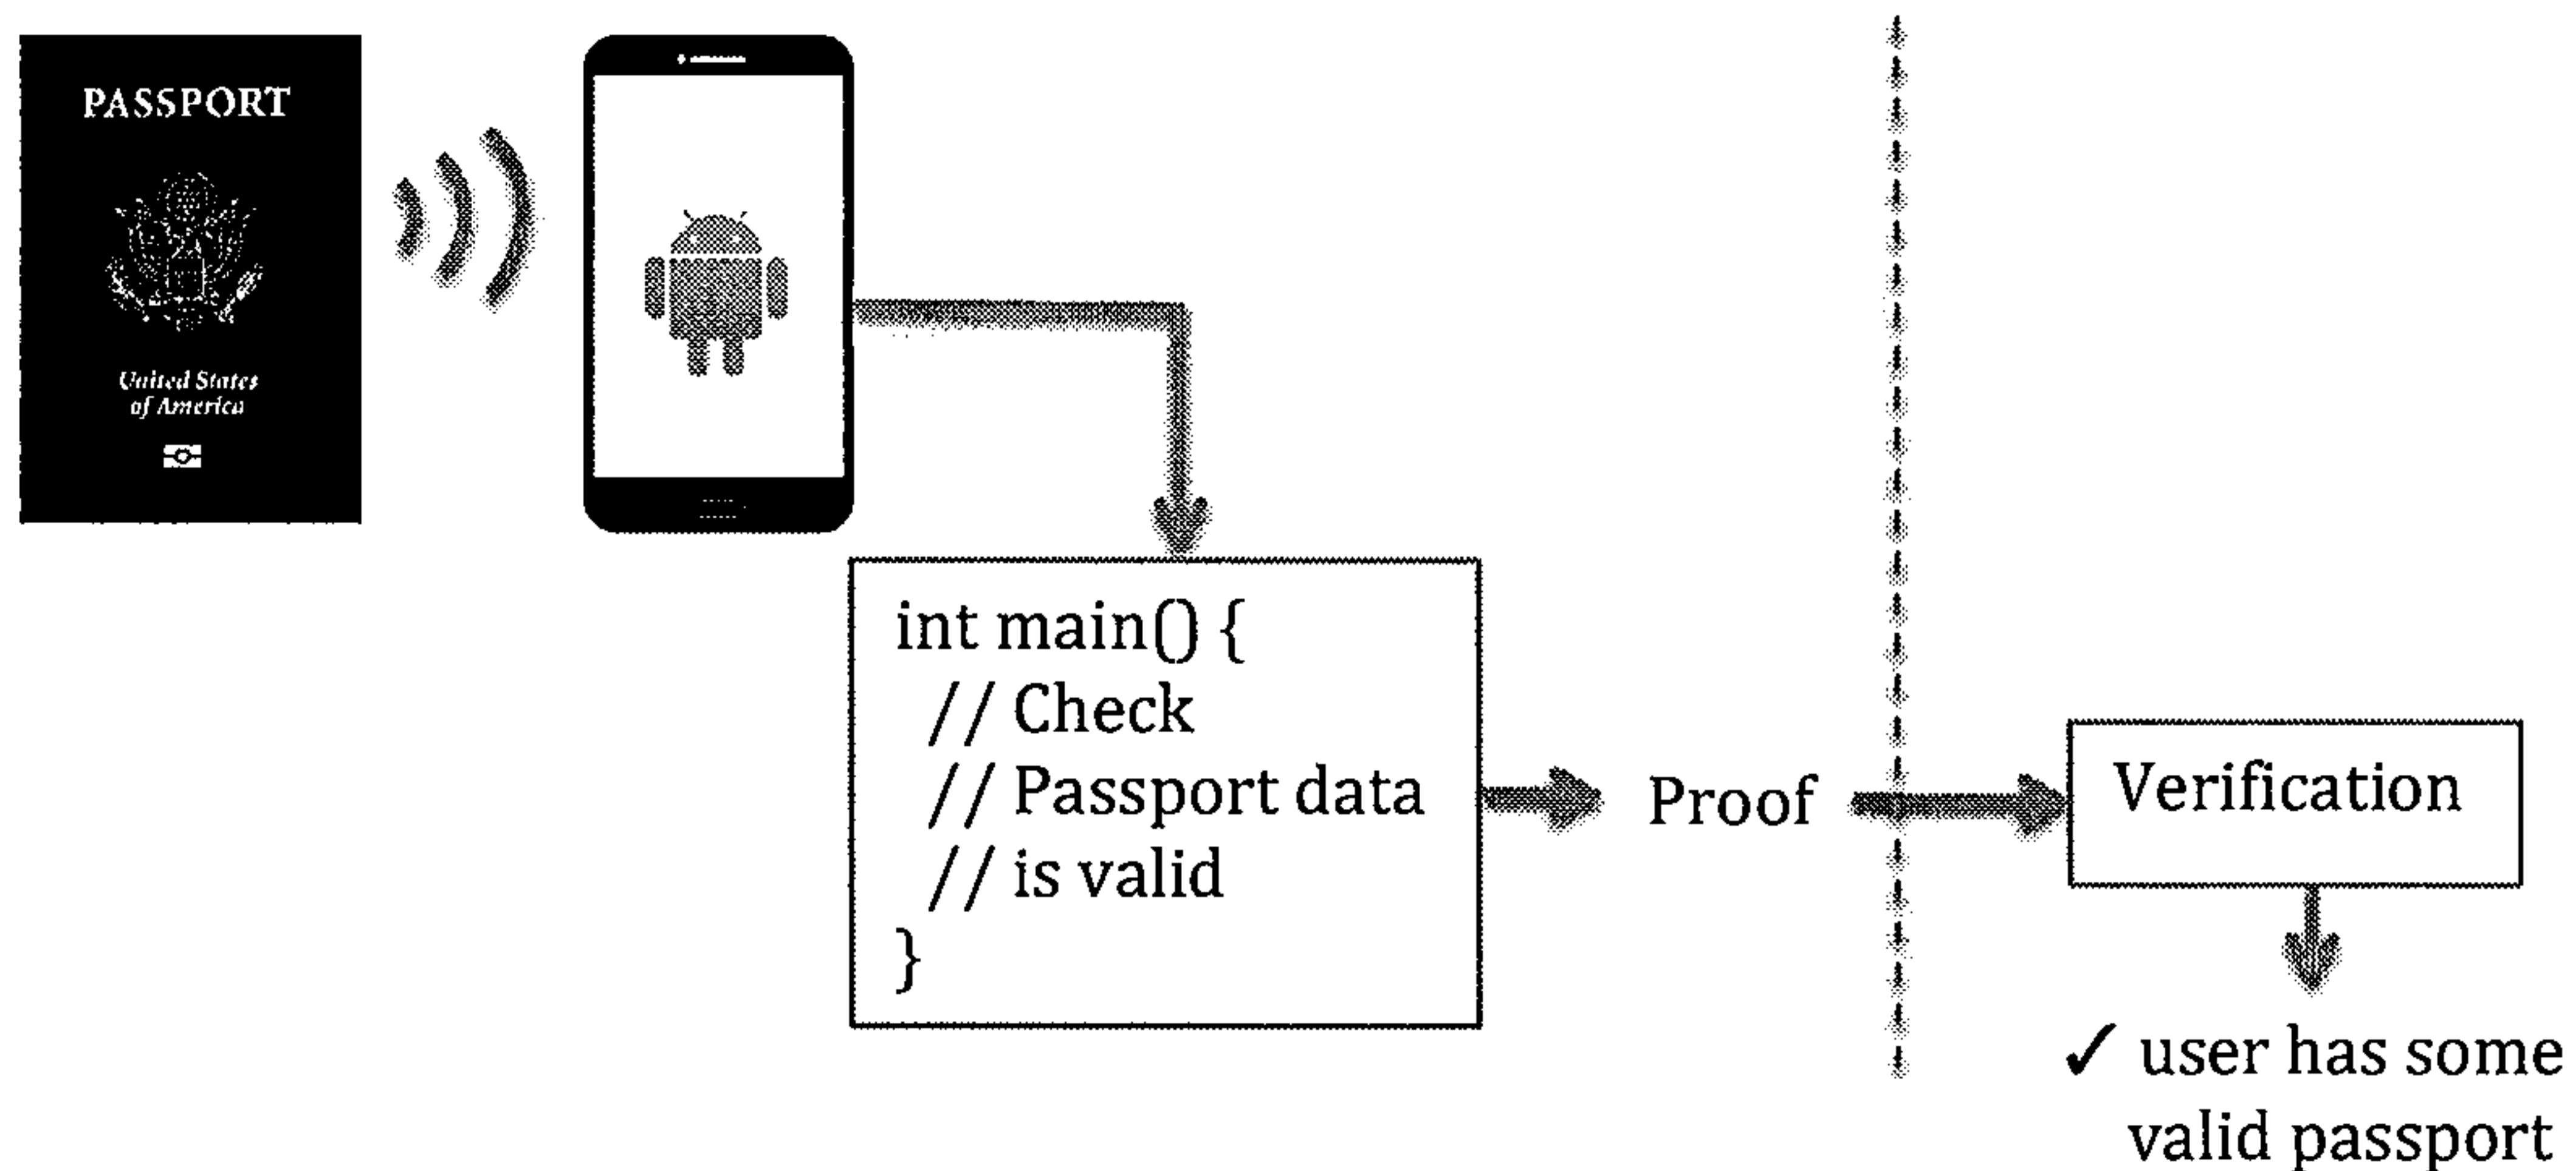 PASSPORT
United States
of America
int main() {
// Check
// Passport data
// is valid
}
Proof
Verification
✓ user has some
valid passport